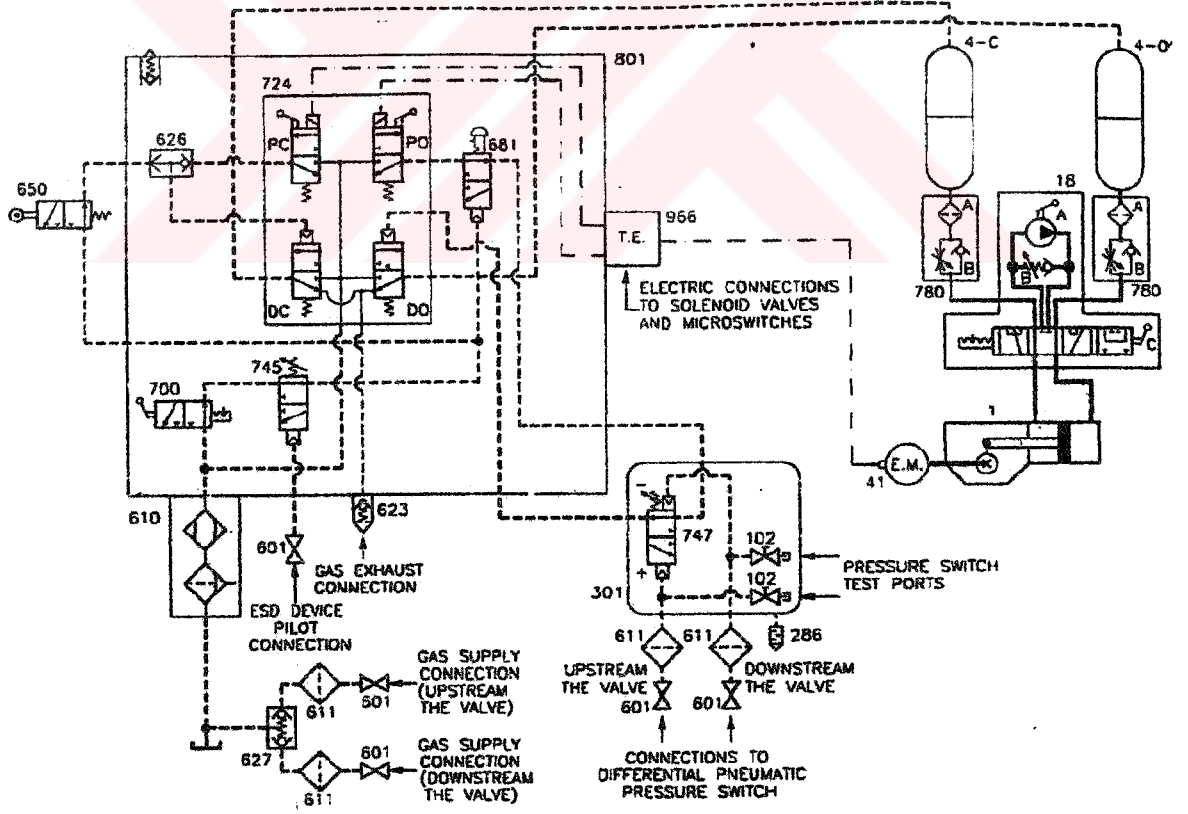 4-C
4-O
801
724
PC
PO
681
626
650
966
T.E.
18
A
A
A
B
B
B
780
780
C
DC
DO
ELECTRIC CONNECTIONS
TO SOLENOID VALVES
AND MICROSWITCHES
745
700
1
E.M.
41
610
623
601
GAS EXHAUST
CONNECTION
ESD DEVICE
PILOT
CONNECTION
-
747
+
102
102
PRESSURE SWITCH
TEST PORTS
301
611
611
286
UPSTREAM
THE VALVE
DOWNSTREAM
THE VALVE
601
601
CONNECTIONS TO
DIFFERENTIAL PNEUMATIC
PRESSURE SWITCH
GAS SUPPLY
CONNECTION
(UPSTREAM
THE VALVE)
611
601
627
601
GAS SUPPLY
CONNECTION
(DOWNSTREAM
THE VALVE)
611